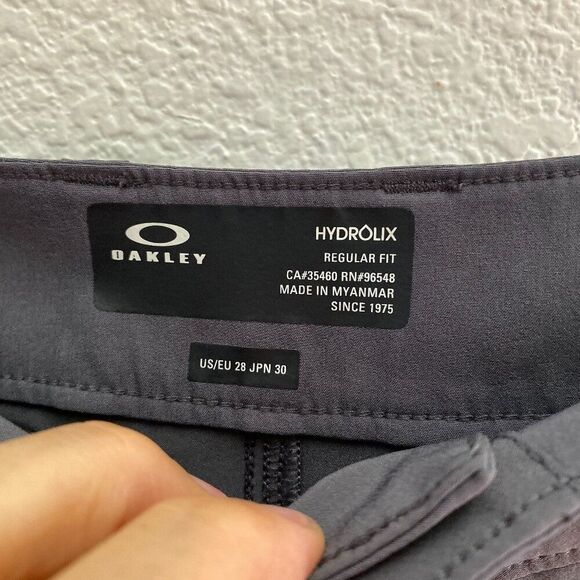 OAKLEY
HYDROLIX
REGULAR FIT
CA#35460 RN#96548
MADE IN MYANMAR
SINCE 1975
US/EU 28 JPN 30